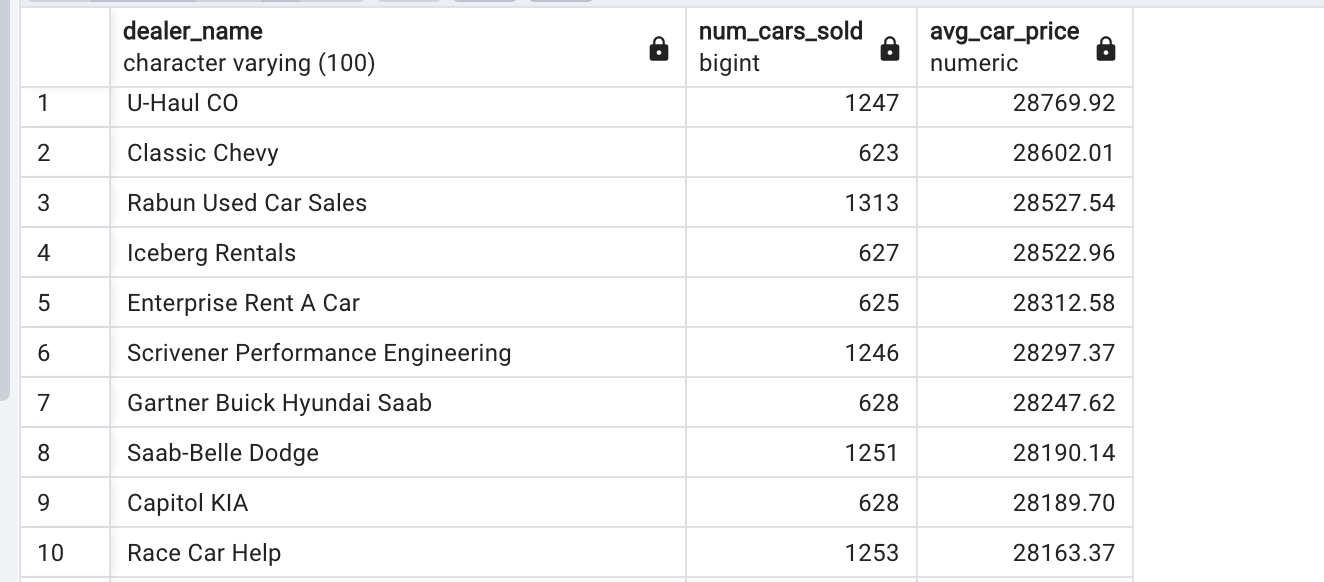 dealer_name num_cars_sold avg_car_price
character varying (100) bigint numeric
1 U-Haul CO 1247 28769.92
2 Classic Chevy 623 28602.01
3 Rabun Used Car Sales 1313 28527.54
4 Iceberg Rentals 627 28522.96
5 Enterprise Rent A Car 625 28312.58
6 Scrivener Performance Engineering 1246 28297.37
7 Gartner Buick Hyundai Saab 628 28247.62
8 Saab-Belle Dodge 1251 28190.14
9 Capitol KIA 628 28189.70
10 Race Car Help 1253 28163.37